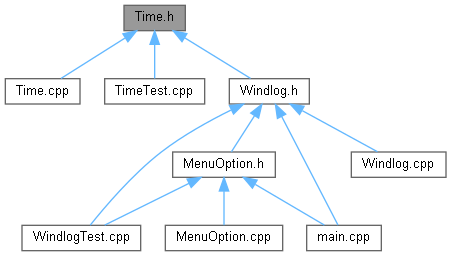 Time.h
Time.cpp
TimeTest.cpp
Windlog.h
MenuOption.h
Windlog.cpp
WindlogTest.cpp
MenuOption.cpp
main.cpp